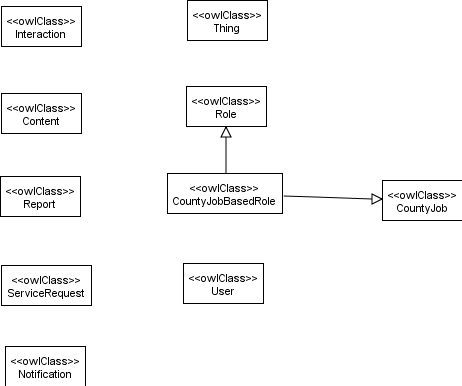 <<owlClass>>
Interaction
<<owlClass>>
Thing
<<owlClass>>
Content
<<owlClass>>
Role
<<owlClass>>
Report
<<owlClass>>
CountyJobBasedRole
<<owlClass>>
CountyJob
<<owlClass>>
ServiceRequest
<<owlClass>>
User
<<owlClass>>
Notification